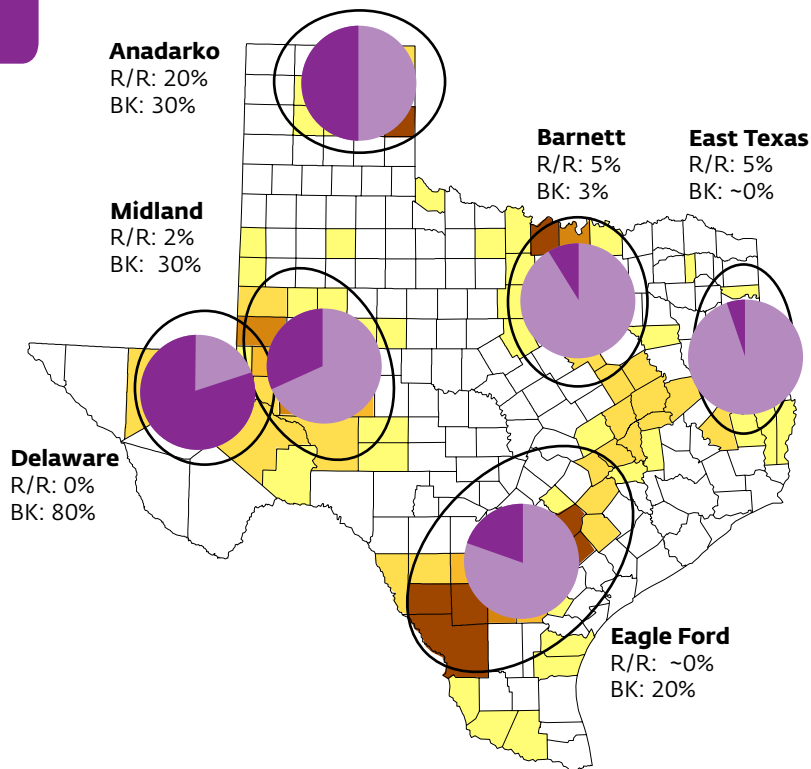 Anadarko
R/R: 20%
BK: 30%
Barnett
R/R: 5%
BK: 3%
East Texas
R/R: 5%
BK: ~0%
Midland
R/R: 2%
BK: 30%
Delaware
R/R: 0%
BK: 80%
Eagle Ford
R/R: ~0%
BK: 20%